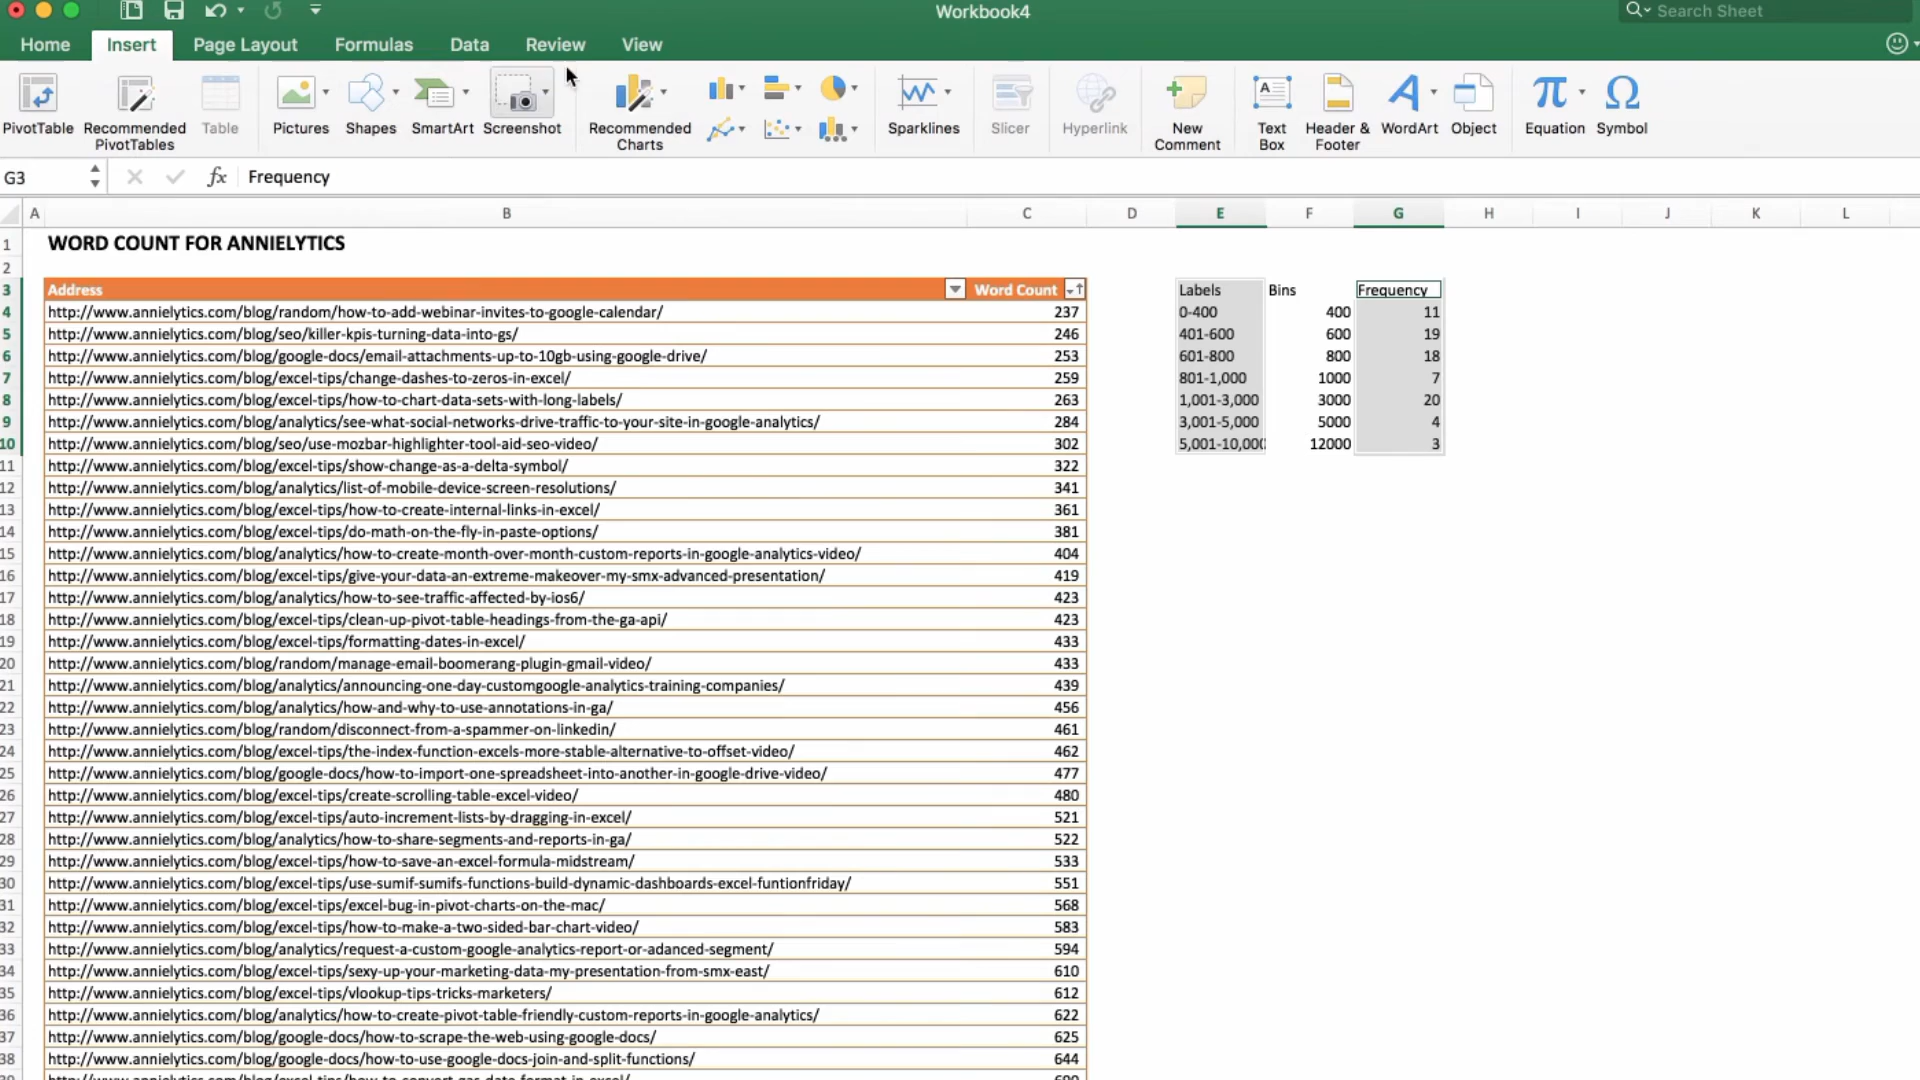 Workbook4
Search Sheet
Home Insert Page Layout Formulas Data Review View
PivotTable
Recommended PivotTables
Table
Pictures
Shapes
SmartArt
Screenshot
Recommended Charts
Sparklines
Slicer
Hyperlink
New Comment
Text Box
Header & Footer
WordArt
Object
Equation
Symbol
G3 fx Frequency
A B C D E F G H I J K L
1 WORD COUNT FOR ANNIELYTICS
2
3 Address Word Count Labels Bins Frequency
4 http://www.annielytics.com/blog/random/how-to-add-webinar-invites-to-google-calendar/ 237 0-400 400 11
5 http://www.annielytics.com/blog/seo/killer-kpis-turning-data-into-gs/ 246 401-600 600 19
6 http://www.annielytics.com/blog/google-docs/email-attachments-up-to-10gb-using-google-drive/ 253 601-800 800 18
7 http://www.annielytics.com/blog/excel-tips/change-dashes-to-zeros-in-excel/ 259 801-1,000 1000 7
8 http://www.annielytics.com/blog/excel-tips/how-to-chart-data-sets-with-long-labels/ 263 1,001-3,000 3000 20
9 http://www.annielytics.com/blog/analytics/see-what-social-networks-drive-traffic-to-your-site-in-google-analytics/ 284 3,001-5,000 5000 4
10 http://www.annielytics.com/blog/seo/use-mozbar-highlighter-tool-aid-seo-video/ 302 5,001-10,000 12000 3
11 http://www.annielytics.com/blog/excel-tips/show-change-as-a-delta-symbol/ 322
12 http://www.annielytics.com/blog/analytics/list-of-mobile-device-screen-resolutions/ 341
13 http://www.annielytics.com/blog/excel-tips/how-to-create-internal-links-in-excel/ 361
14 http://www.annielytics.com/blog/excel-tips/do-math-on-the-fly-in-paste-options/ 381
15 http://www.annielytics.com/blog/analytics/how-to-create-month-over-month-custom-reports-in-google-analytics-video/ 404
16 http://www.annielytics.com/blog/excel-tips/give-your-data-an-extreme-makeover-my-smx-advanced-presentation/ 419
17 http://www.annielytics.com/blog/analytics/how-to-see-traffic-affected-by-ios6/ 423
18 http://www.annielytics.com/blog/excel-tips/clean-up-pivot-table-headings-from-the-ga-api/ 423
19 http://www.annielytics.com/blog/excel-tips/formatting-dates-in-excel/ 433
20 http://www.annielytics.com/blog/random/manage-email-boomerang-plugin-gmail-video/ 433
21 http://www.annielytics.com/blog/analytics/announcing-one-day-customgoogle-analytics-training-companies/ 439
22 http://www.annielytics.com/blog/analytics/how-and-why-to-use-annotations-in-ga/ 456
23 http://www.annielytics.com/blog/random/disconnect-from-a-spammer-on-linkedin/ 461
24 http://www.annielytics.com/blog/excel-tips/the-index-function-excels-more-stable-alternative-to-offset-video/ 462
25 http://www.annielytics.com/blog/google-docs/how-to-import-one-spreadsheet-into-another-in-google-drive-video/ 477
26 http://www.annielytics.com/blog/excel-tips/create-scrolling-table-excel-video/ 480
27 http://www.annielytics.com/blog/excel-tips/auto-increment-lists-by-dragging-in-excel/ 521
28 http://www.annielytics.com/blog/analytics/how-to-share-segments-and-reports-in-ga/ 522
29 http://www.annielytics.com/blog/excel-tips/how-to-save-an-excel-formula-midstream/ 533
30 http://www.annielytics.com/blog/excel-tips/use-sumif-sumifs-functions-build-dynamic-dashboards-excel-funtionfriday/ 551
31 http://www.annielytics.com/blog/excel-tips/excel-bug-in-pivot-charts-on-the-mac/ 568
32 http://www.annielytics.com/blog/excel-tips/how-to-make-a-two-sided-bar-chart-video/ 583
33 http://www.annielytics.com/blog/analytics/request-a-custom-google-analytics-report-or-adanced-segment/ 594
34 http://www.annielytics.com/blog/excel-tips/sexy-up-your-marketing-data-my-presentation-from-smx-east/ 610
35 http://www.annielytics.com/blog/excel-tips/vlookup-tips-tricks-marketers/ 612
36 http://www.annielytics.com/blog/analytics/how-to-create-pivot-table-friendly-custom-reports-in-google-analytics/ 622
37 http://www.annielytics.com/blog/google-docs/how-to-scrape-the-web-using-google-docs/ 625
38 http://www.annielytics.com/blog/google-docs/how-to-use-google-docs-join-and-split-functions/ 644